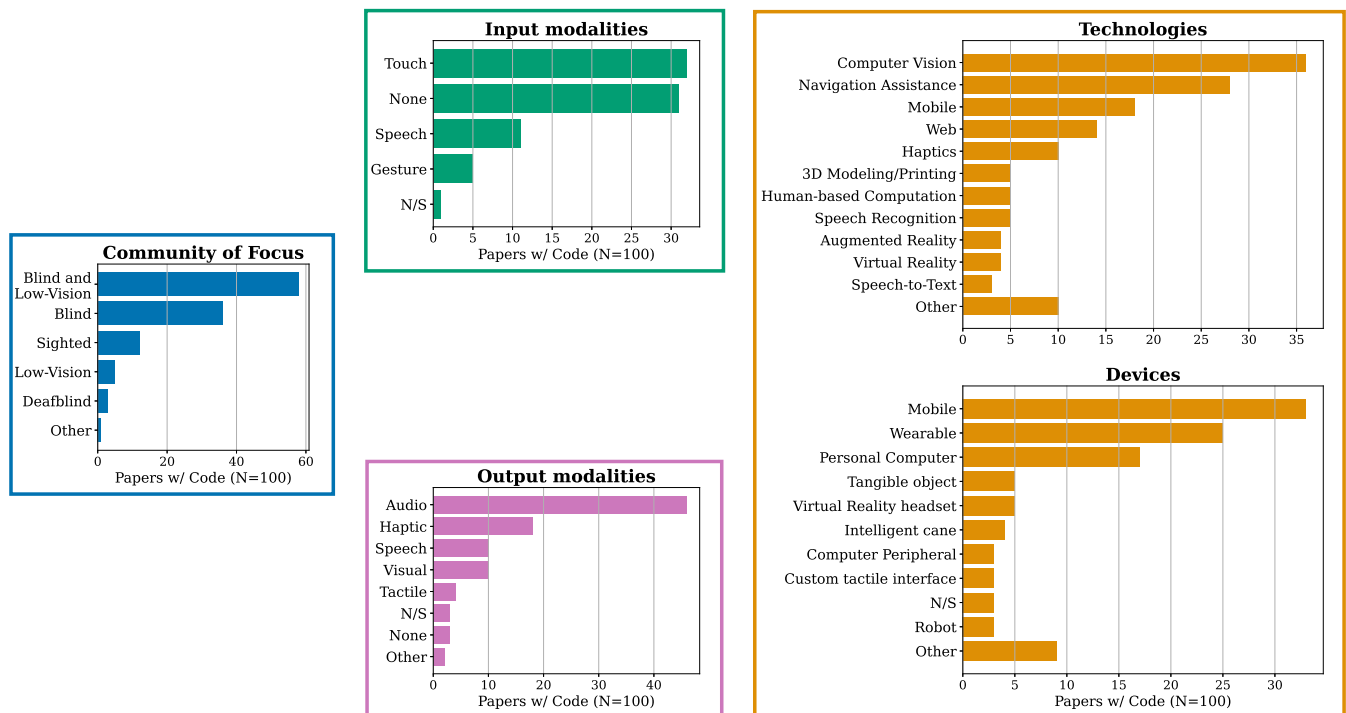 Community of Focus
Blind and
Low-Vision
Blind
Sighted
Low-Vision
Deafblind
Other
0 20 40 60
Papers w/ Code (N=100)
Input modalities
Touch
None
Speech
Gesture
N/S
0 5 10 15 20 25 30
Papers w/ Code (N=100)
Output modalities
Audio
Haptic
Speech
Visual
Tactile
N/S
None
Other
0 10 20 30 40
Papers w/ Code (N=100)
Technologies
Computer Vision
Navigation Assistance
Mobile
Web
Haptics
3D Modeling/Printing
Human-based Computation
Speech Recognition
Augmented Reality
Virtual Reality
Speech-to-Text
Other
0 5 10 15 20 25 30 35
Devices
Mobile
Wearable
Personal Computer
Tangible object
Virtual Reality headset
Intelligent cane
Computer Peripheral
Custom tactile interface
N/S
Robot
Other
0 5 10 15 20 25 30
Papers w/ Code (N=100)